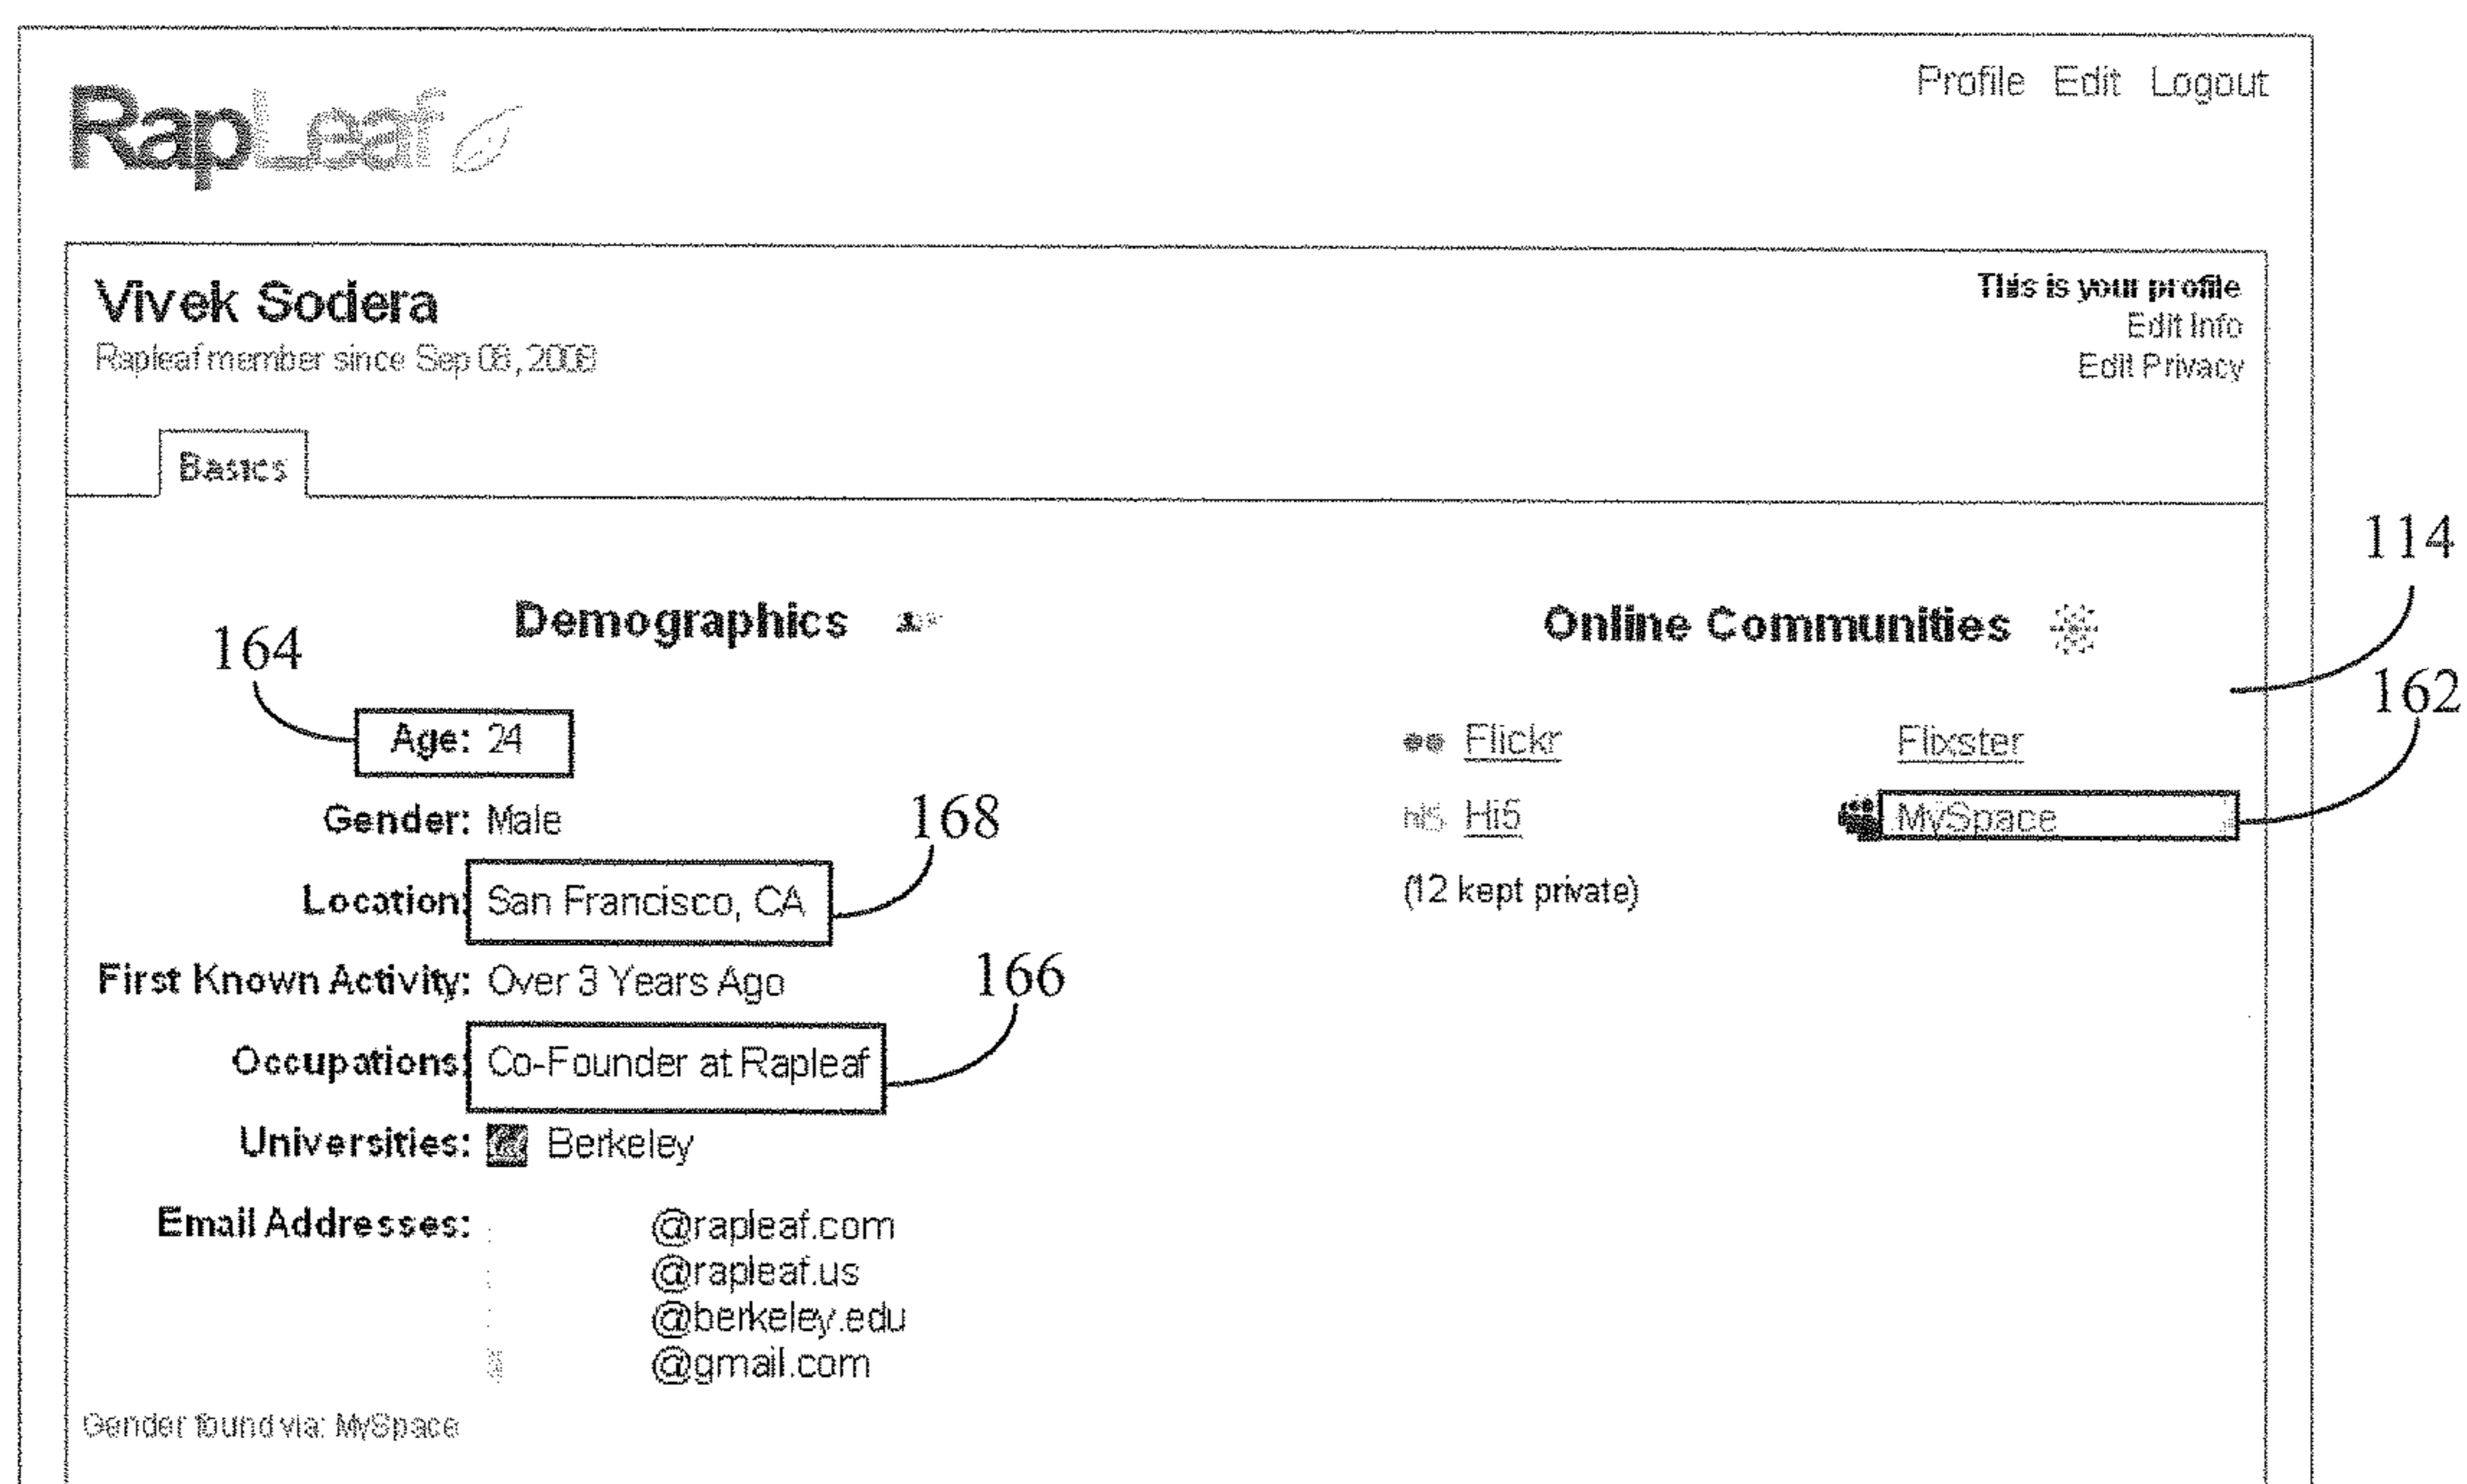 Profile Edit Logout
RapLeaf
Vivek Sodera
This is your profile
Rapleaf member since Sep 08, 2008
Edit Info
Edit Privacy
Basics
114
Demographics
Online Communities
164
162
Age: 24
Flickr
Flixster
Gender: Male
168
hi5 Hi5
MySpace
Location: San Francisco, CA
(12 kept private)
First Known Activity: Over 3 Years Ago
166
Occupations: Co-Founder at Rapleaf
Universities: Berkeley
Email Addresses: @rapleaf.com
@rapleaf.us
@berkeley.edu
@gmail.com
Gender found via: MySpace